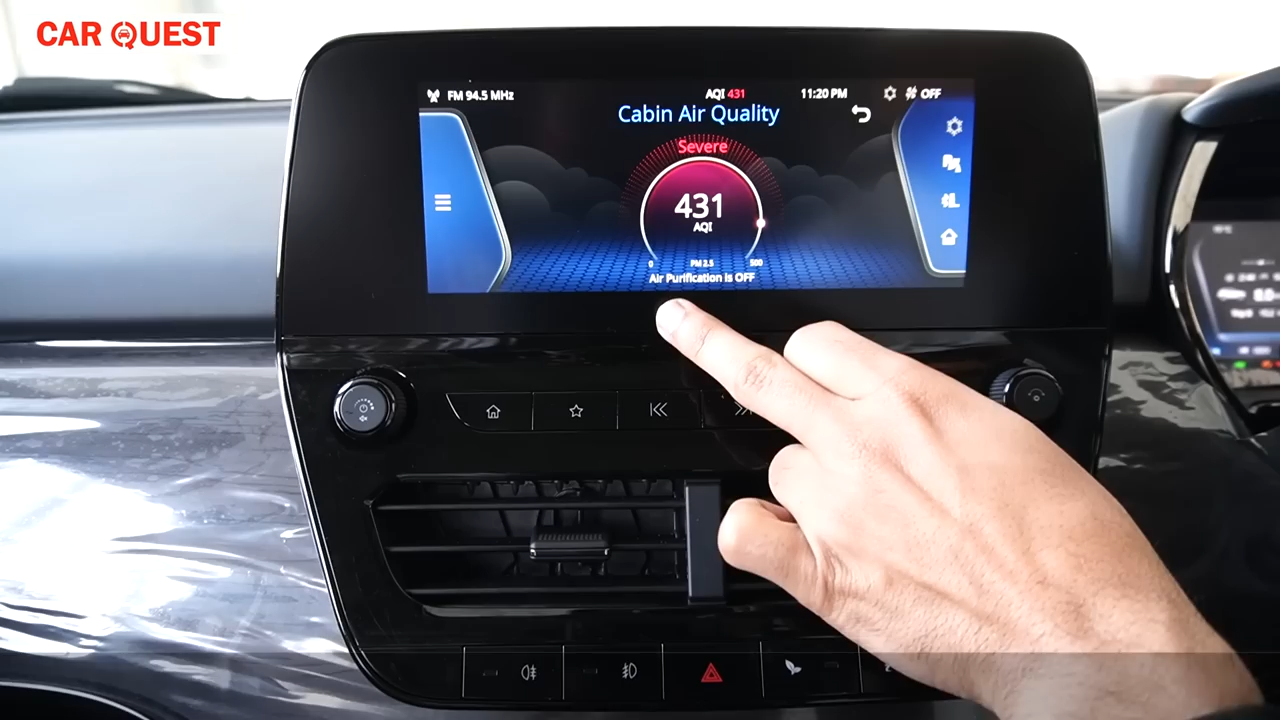 CAR QUEST
FM 94.5 MHz
AQI 431
11:20 PM
OFF
Cabin Air Quality
Severe
431
AQI
0
PM 2.5
500
Air Purification is OFF